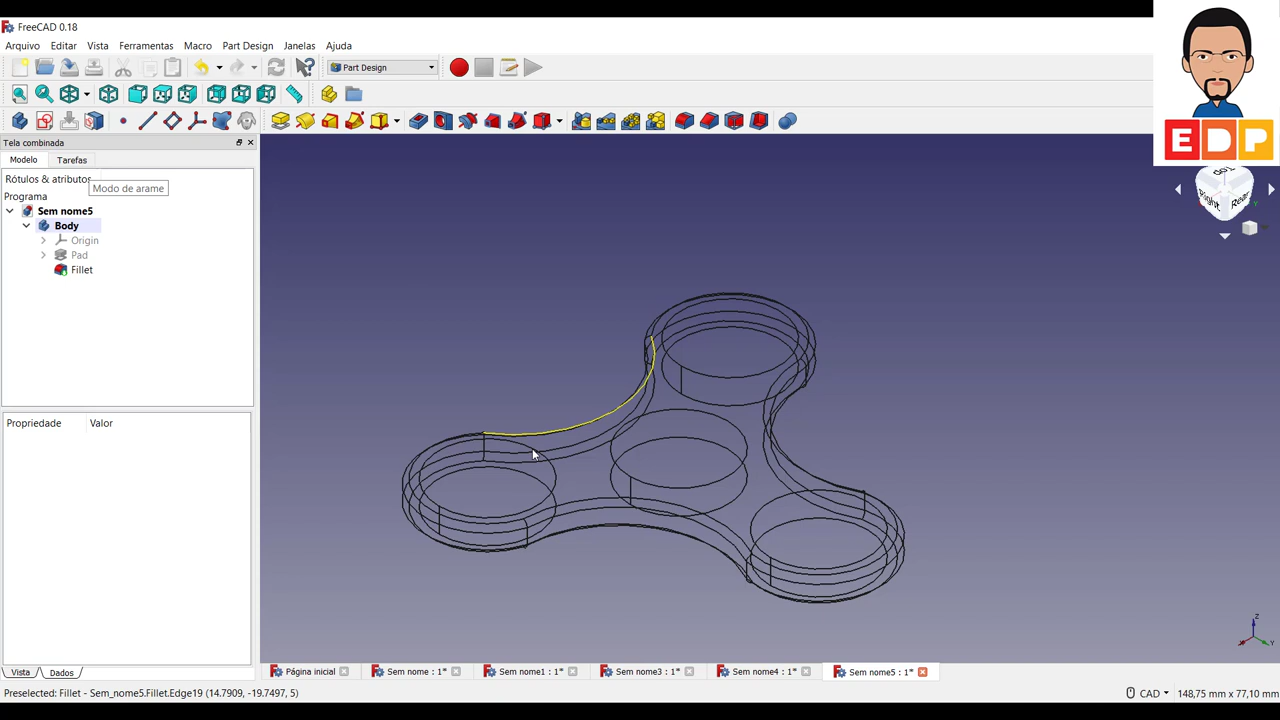 FreeCAD 0.18
Arquivo Editar Vista Ferramentas Macro Part Design Janelas Ajuda
Part Design
E D P
Tela combinada
Modelo Tarefas
Rótulos & atributos
Modo de arame
Programa
Sem nome5
Body
Origin
Pad
Fillet
Top
Right Rear
Propriedade Valor
Z
X Y
Vista Dados
Página inicial Sem nome : 1* Sem nome1 : 1* Sem nome3 : 1* Sem nome4 : 1* Sem nome5 : 1*
Preselected: Fillet - Sem_nome5.Fillet.Edge19 (14.7909, -19.7497, 5) CAD 148,75 mm x 77,10 mm